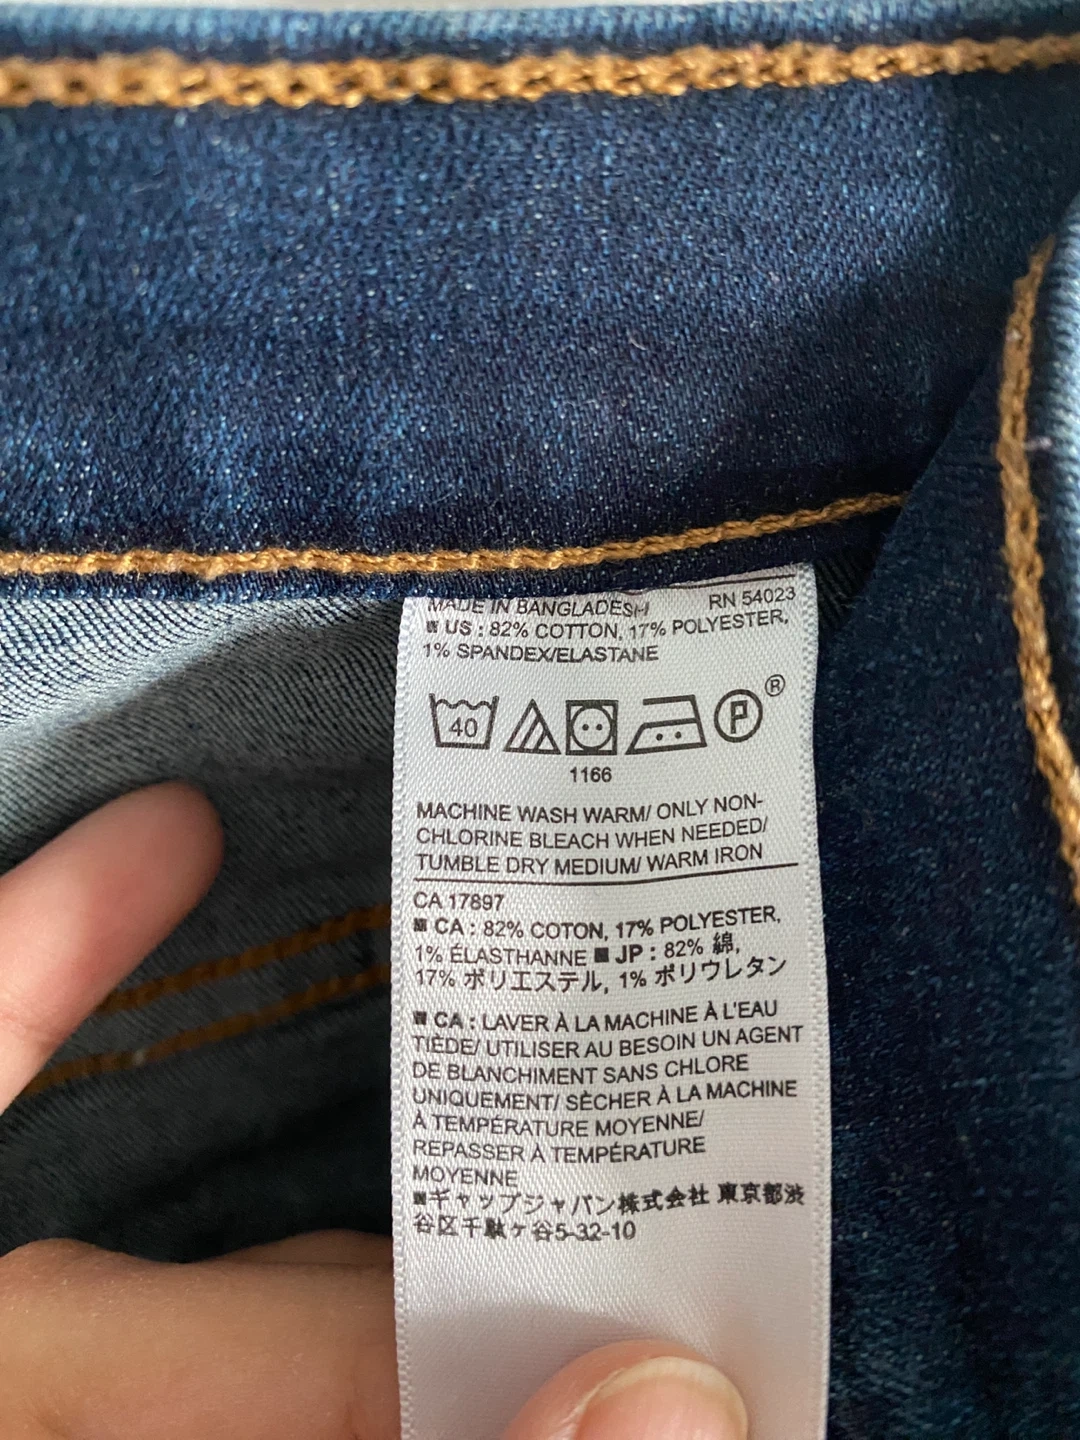 MADE IN BANGLADESH RN 54023
■ US : 82% COTTON, 17% POLYESTER,
1% SPANDEX/ELASTANE
40 P ®
1166
MACHINE WASH WARM/ ONLY NON-
CHLORINE BLEACH WHEN NEEDED/
TUMBLE DRY MEDIUM/ WARM IRON
CA 17897
■ CA : 82% COTON, 17% POLYESTER,
1% ÉLASTHANNE ■ JP : 82% 綿,
17% ポリエステル, 1% ポリウレタン
■ CA : LAVER À LA MACHINE À L'EAU
TIÈDE/ UTILISER AU BESOIN UN AGENT
DE BLANCHIMENT SANS CHLORE
UNIQUEMENT/ SÈCHER À LA MACHINE
À TEMPÉRATURE MOYENNE/
REPASSER À TEMPÉRATURE
MOYENNE
■ギャップジャパン株式会社 東京都渋
谷区千駄ヶ谷5-32-10